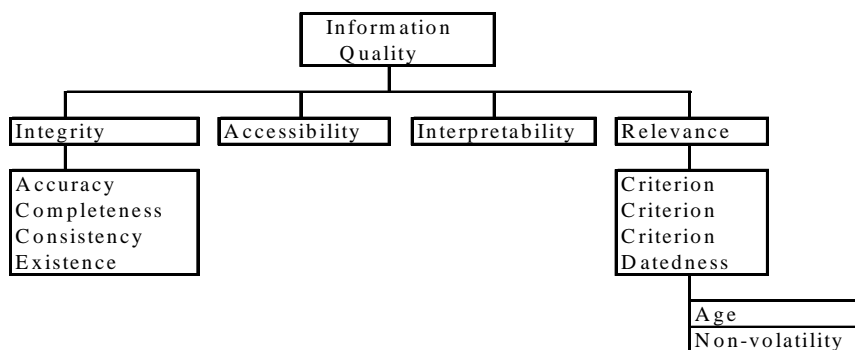 Information
Quality
Integrity
Accessibility
Interpretability
Relevance
Accuracy
Completeness
Consistency
Existence
Criterion
Criterion
Criterion
Datedness
Age
Non-volatility